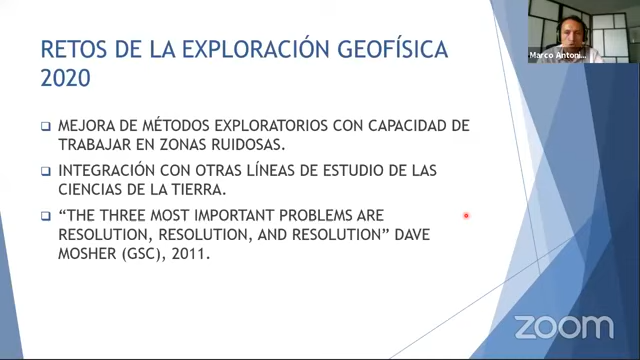 RETOS DE LA EXPLORACIÓN GEOFÍSICA
2020
MEJORA DE MÉTODOS EXPLORATORIOS CON CAPACIDAD DE
TRABAJAR EN ZONAS RUIDOSAS.
INTEGRACIÓN CON OTRAS LÍNEAS DE ESTUDIO DE LAS
CIENCIAS DE LA TIERRA.
“THE THREE MOST IMPORTANT PROBLEMS ARE
RESOLUTION, RESOLUTION, AND RESOLUTION” DAVE
MOSHER (GSC), 2011.
Marco Antoni...
zoom